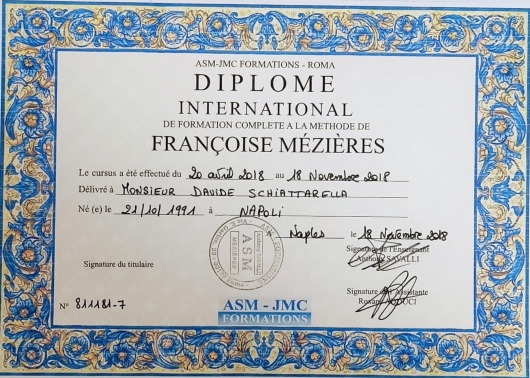 ASM-JMC FORMATIONS - ROMA
DIPLOME
INTERNATIONAL
DE FORMATION COMPLETE A LA METHODE DE
FRANÇOISE MÉZIÈRES
Le cursus a été effectué du 20 avril 2018 au 18 Novembre 2018
Délivré à MONSIEUR DAVIDE SCHIATTARELLA
Né (e) le 21/10/1991 à NAPOLI
Naples le 18 Novembre 2018
Signature de l'Enseignant
SAVALLI
Signature du titulaire
Signature Assistante
ASM
MEZIERES
N° 811181-7
ASM - JMC
FORMATIONS